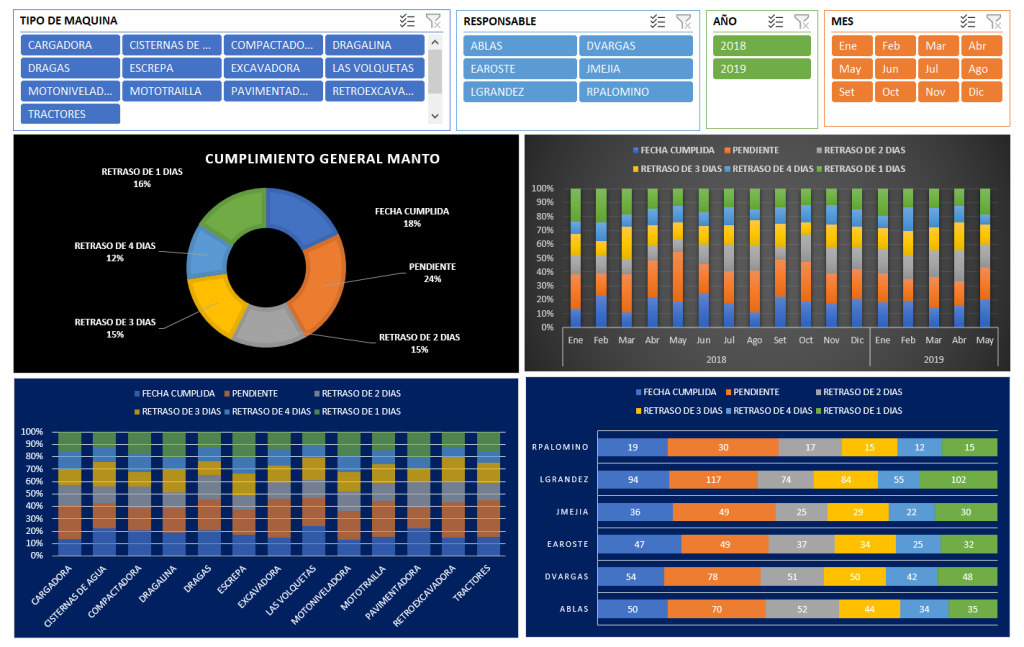 TIPO DE MAQUINA
CARGADORA CISTERNAS DE ... COMPACTADO... DRAGALINA
DRAGAS ESCREPA EXCAVADORA LAS VOLQUETAS
MOTONIVELAD... MOTOTRAILLA PAVIMENTAD... RETROEXCAVA...
TRACTORES
RESPONSABLE
ABLAS DVARGAS
EAROSTE JMEJIA
LGRANDEZ RPALOMINO
AÑO
2018
2019
MES
Ene Feb Mar Abr
May Jun Jul Ago
Set Oct Nov Dic
CUMPLIMIENTO GENERAL MANTO
RETRASO DE 1 DIAS
16%
FECHA CUMPLIDA
18%
RETRASO DE 4 DIAS
12%
PENDIENTE
24%
RETRASO DE 3 DIAS
15%
RETRASO DE 2 DIAS
15%
FECHA CUMPLIDA PENDIENTE RETRASO DE 2 DIAS
RETRASO DE 3 DIAS RETRASO DE 4 DIAS RETRASO DE 1 DIAS
100%
90%
80%
70%
60%
50%
40%
30%
20%
10%
0%
Ene Feb Mar Abr May Jun Jul Ago Set Oct Nov Dic Ene Feb Mar Abr May
2018 2019
FECHA CUMPLIDA PENDIENTE RETRASO DE 2 DIAS
RETRASO DE 3 DIAS RETRASO DE 4 DIAS RETRASO DE 1 DIAS
100%
90%
80%
70%
60%
50%
40%
30%
20%
10%
0%
CARGADORA
CISTERNAS DE AGUA
COMPACTADORA
DRAGALINA
DRAGAS
ESCREPA
EXCAVADORA
LAS VOLQUETAS
MOTONIVELADORA
MOTOTRAILLA
PAVIMENTADORA
RETROEXCAVADORA
TRACTORES
FECHA CUMPLIDA PENDIENTE RETRASO DE 2 DIAS
RETRASO DE 3 DIAS RETRASO DE 4 DIAS RETRASO DE 1 DIAS
RPALOMINO 19 30 17 15 12 15
LGRANDEZ 94 117 74 84 55 102
JMEJIA 36 49 25 29 22 30
EAROSTE 47 49 37 34 25 32
DVARGAS 54 78 51 50 42 48
ABLAS 50 70 52 44 34 35